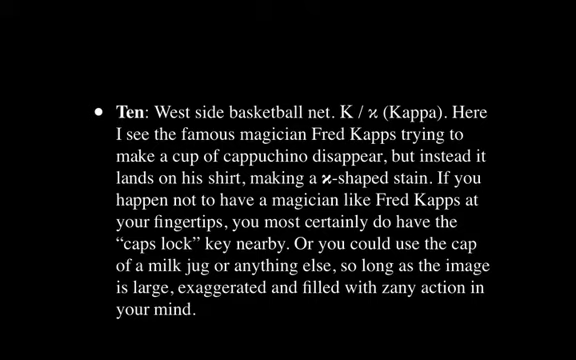 • Ten: West side basketball net. K / ϰ (Kappa). Here
I see the famous magician Fred Kapps trying to
make a cup of cappuchino disappear, but instead it
lands on his shirt, making a ϰ-shaped stain. If you
happen not to have a magician like Fred Kapps at
your fingertips, you most certainly do have the
“caps lock” key nearby. Or you could use the cap
of a milk jug or anything else, so long as the image
is large, exaggerated and filled with zany action in
your mind.